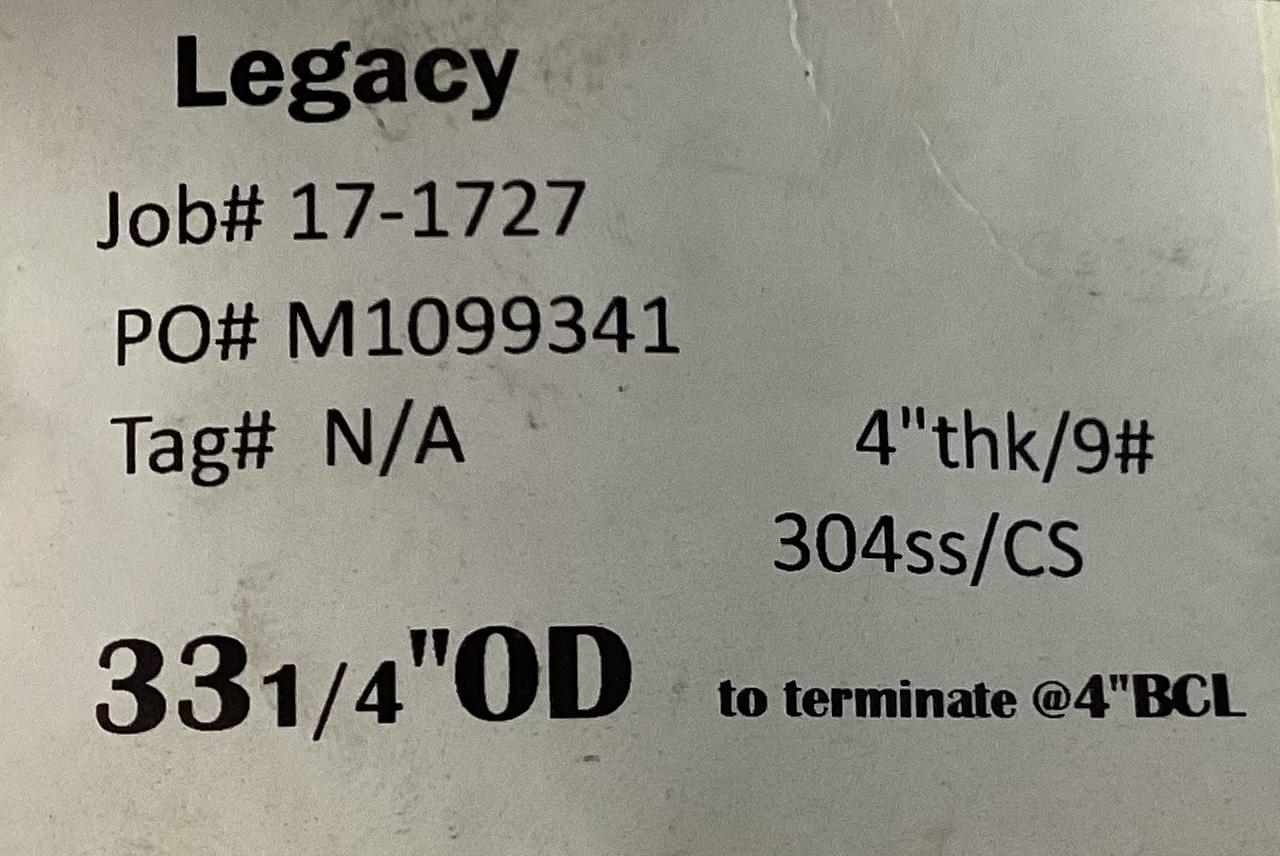 Legacy
Job# 17-1727
PO# M1099341
Tag# N/A
4"thk/9#
304ss/CS
331/4"OD
to terminate @4"BCL